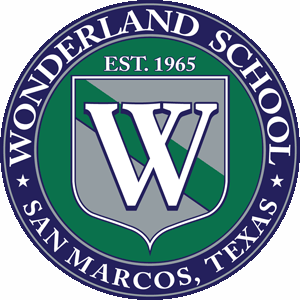 WONDERLAND SCHOOL
EST. 1965
W
SAN MARCOS, TEXAS